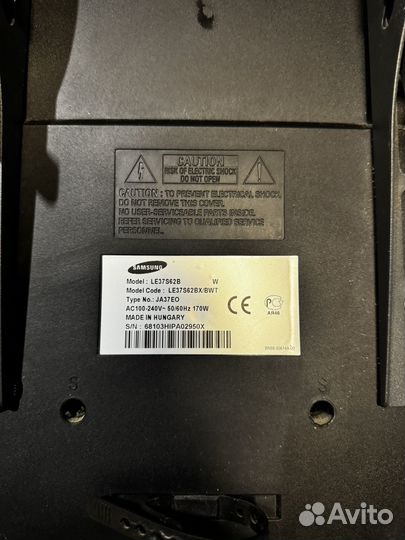 CAUTION
RISK OF ELECTRIC SHOCK
DO NOT OPEN
CAUTION: TO PREVENT ELECTRICAL SHOCK,
DO NOT REMOVE THIS COVER.
NO USER-SERVICEABLE PARTS INSIDE.
REFER SERVICING TO QUALIFIED SERVICE
PERSONNEL.
SAMSUNG
Model : LE37S62B W
Model Code : LE37S62BX/BWT
Type No.: JA37EO
AC100-240V~ 50/60Hz 170W
MADE IN HUNGARY
S/N : 68103HIPA02950X
CE
АЯ46
S
S
Avito